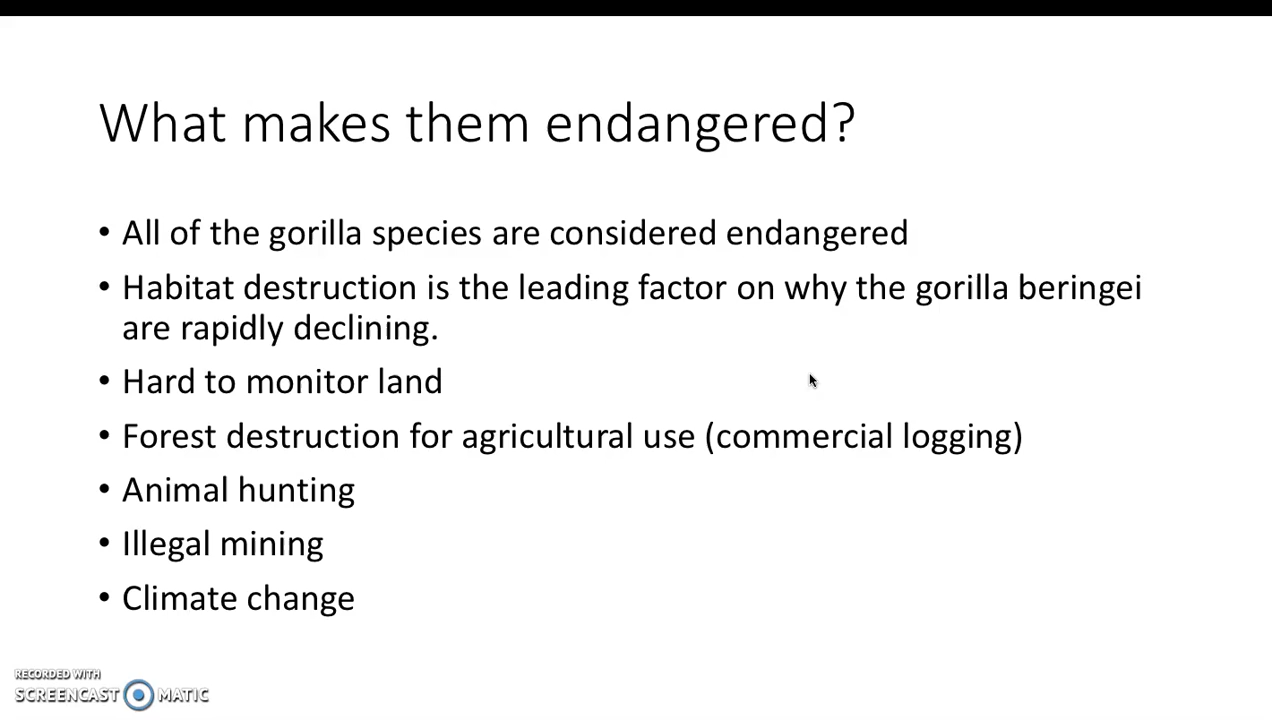 What makes them endangered?
• All of the gorilla species are considered endangered
• Habitat destruction is the leading factor on why the gorilla beringei
are rapidly declining.
• Hard to monitor land
• Forest destruction for agricultural use (commercial logging)
• Animal hunting
• Illegal mining
• Climate change
RECORDED WITH
SCREENCAST MATIC